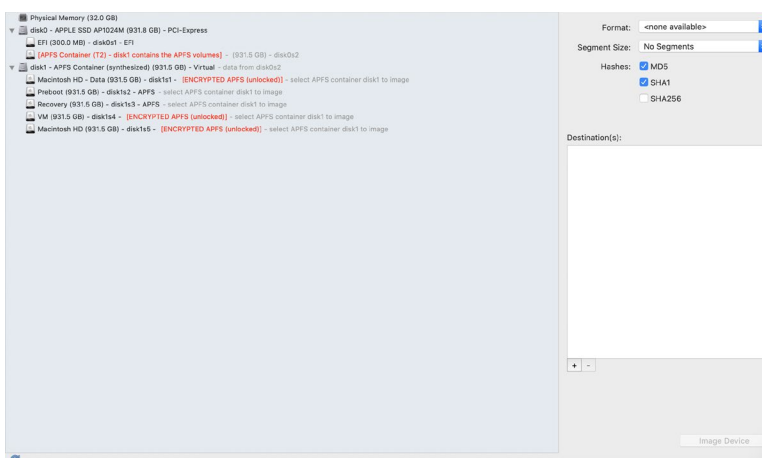 Physical Memory (32.0 GB)
disk0 - APPLE SSD AP1024M (931.8 GB) - PCI-Express
EFI (300.0 MB) - disk0s1 - EFI
[APFS Container (T2) - disk1 contains the APFS volumes] - (931.5 GB) - disk0s2
disk1 - APFS Container (synthesized) (931.5 GB) - Virtual - data from disk0s2
Macintosh HD - Data (931.5 GB) - disk1s1 - [ENCRYPTED APFS (unlocked)] - select APFS container disk1 to image
Preboot (931.5 GB) - disk1s2 - APFS - select APFS container disk1 to image
Recovery (931.5 GB) - disk1s3 - APFS - select APFS container disk1 to image
VM (931.5 GB) - disk1s4 - [ENCRYPTED APFS (unlocked)] - select APFS container disk1 to image
Macintosh HD (931.5 GB) - disk1s5 - [ENCRYPTED APFS (unlocked)] - select APFS container disk1 to image
Format: <none available>
Segment Size: No Segments
Hashes: MD5
SHA1
SHA256
Destination(s):
+ -
Image Device